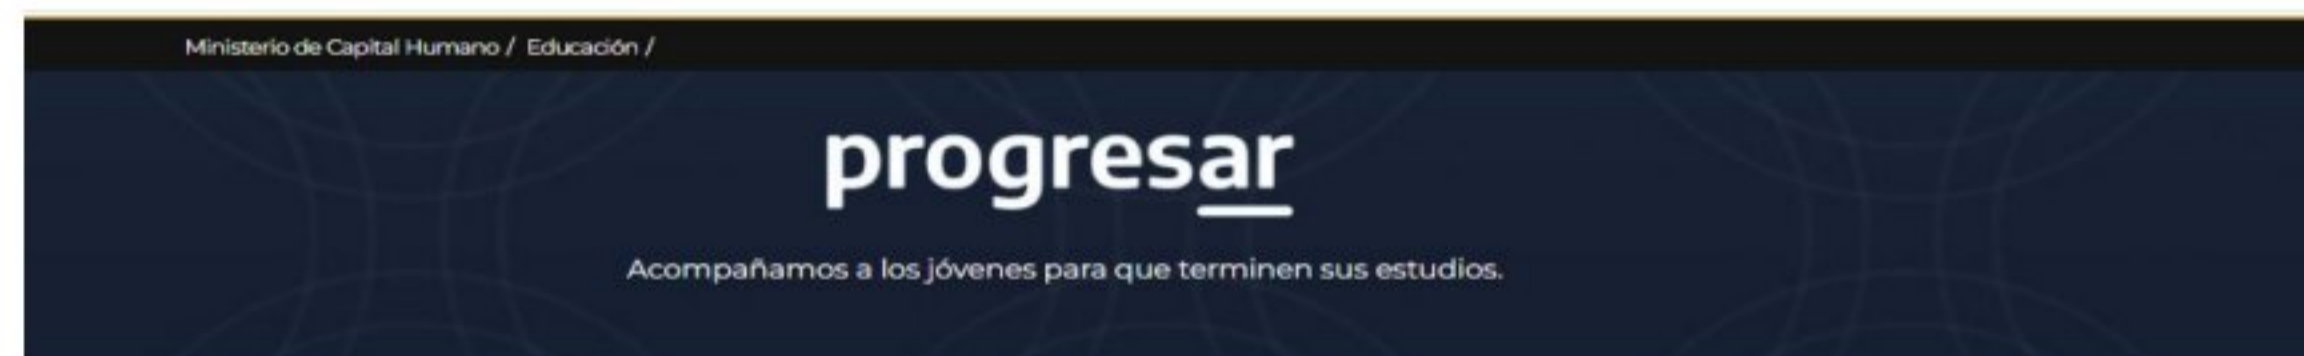 Ministerio de Capital Humano / Educación /
progresar
Acompañamos a los jóvenes para que terminen sus estudios.